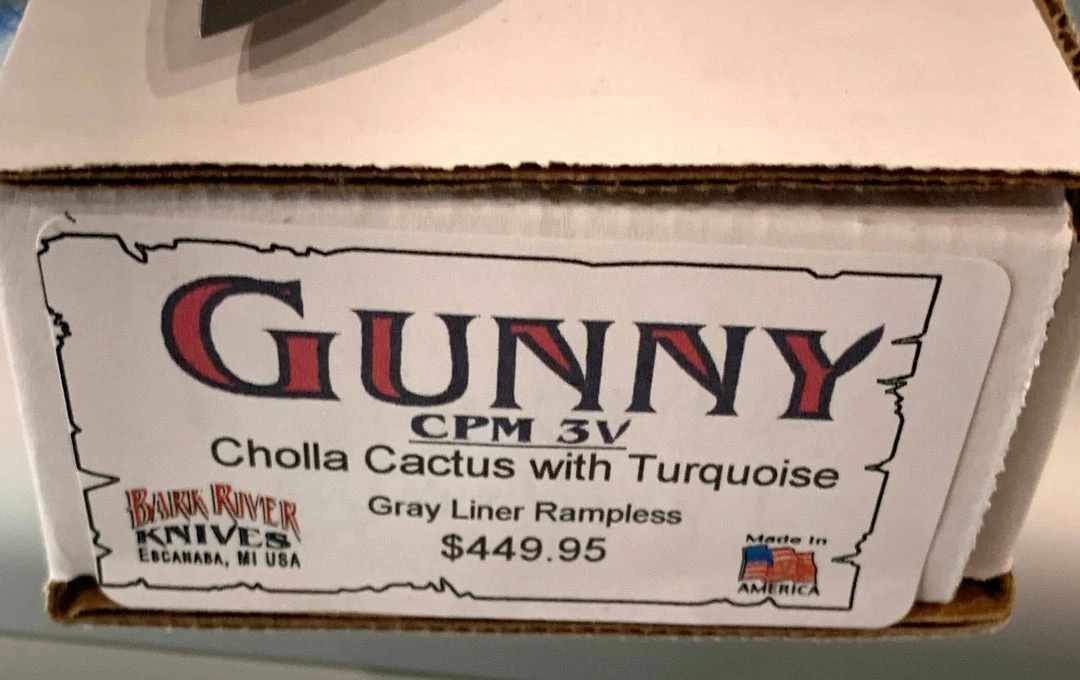 GUNNY
CPM 3V
Cholla Cactus with Turquoise
Gray Liner Rampless
$449.95
BARK RIVER
KNIVES
ESCANABA, MI USA
Made In
AMERICA